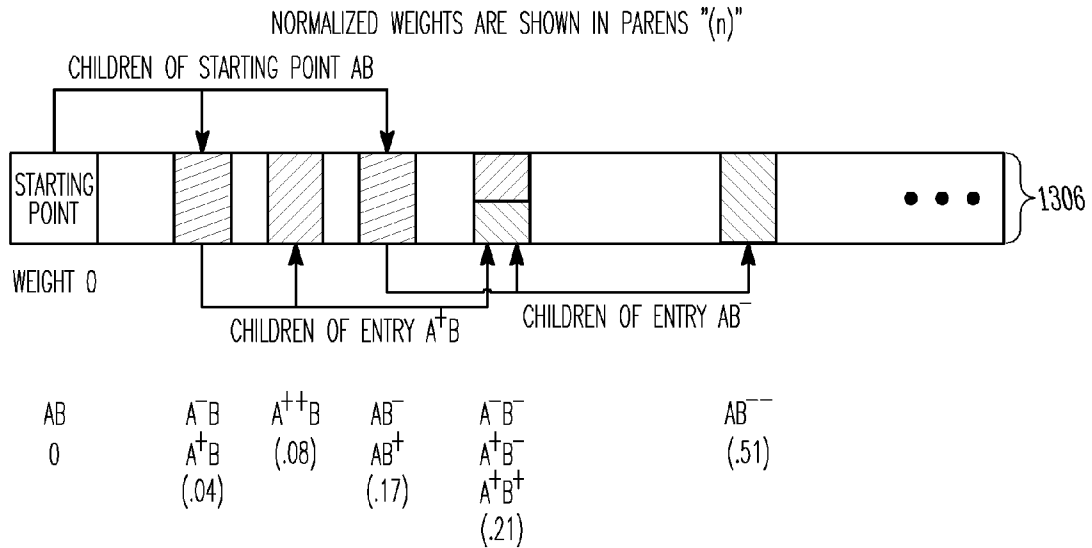 NORMALIZED WEIGHTS ARE SHOWN IN PARENS "(n)"
CHILDREN OF STARTING POINT AB
STARTING
POINT
1306
WEIGHT 0
CHILDREN OF ENTRY A⁺B
CHILDREN OF ENTRY AB⁻
AB A⁻B A⁺⁺B AB⁻ A⁻B⁻ AB⁻⁻
0 A⁺B (.08) AB⁺ A⁺B⁻ (.51)
(.04) (.17) A⁺B⁺
(.21)